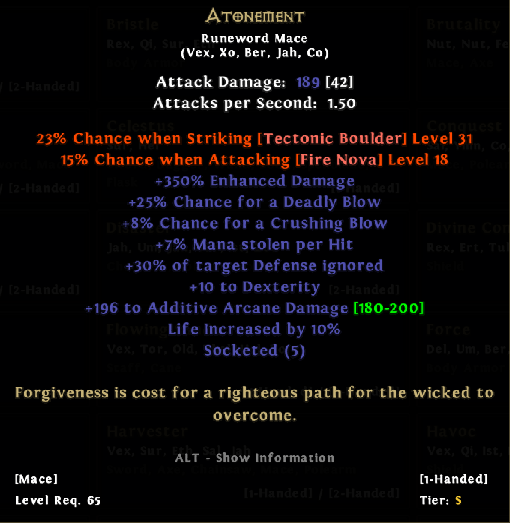 Atonement
Runeword Mace
(Vex, Xo, Ber, Jah, Co)
Attack Damage: 189 [42]
Attacks per Second: 1.50
23% Chance when Striking [Tectonic Boulder] Level 31
15% Chance when Attacking [Fire Nova] Level 18
+350% Enhanced Damage
+25% Chance for a Deadly Blow
+8% Chance for a Crushing Blow
+7% Mana stolen per Hit
+30% of target Defense ignored
+10 to Dexterity
+196 to Additive Arcane Damage [180-200]
Life Increased by 10%
Socketed (5)
Forgiveness is cost for a righteous path for the wicked to
overcome.
ALT - Show Information
[Mace] [1-Handed]
Level Req. 65 Tier: S
[1-Handed] / [2-Handed]